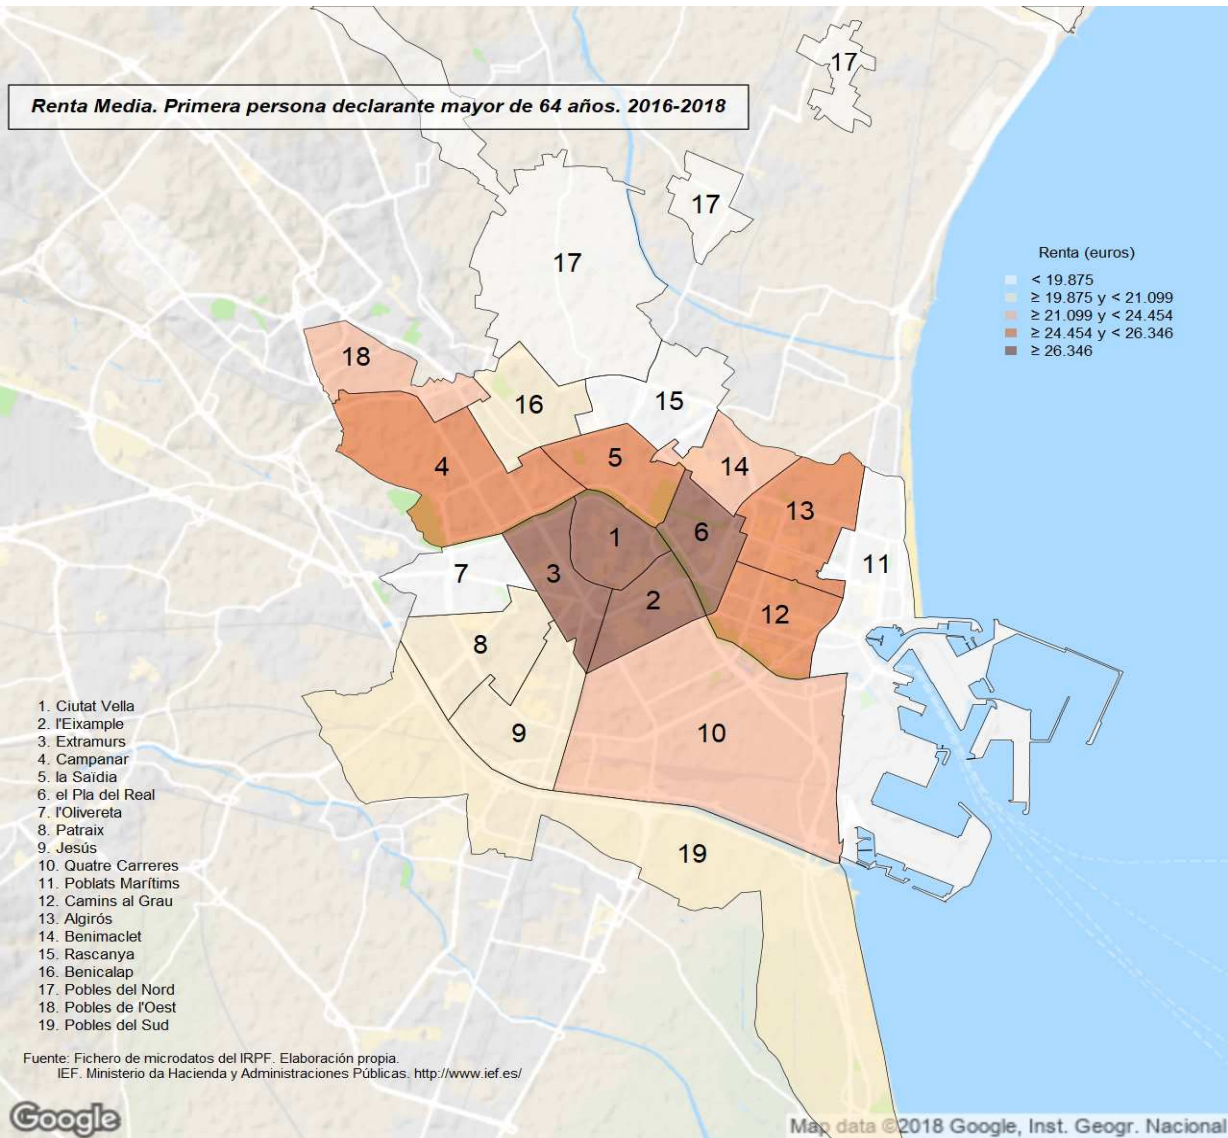 17
Renta Media. Primera persona declarante mayor de 64 años. 2016-2018
17
17
Renta (euros)
< 19.875
≥ 19.875 y < 21.099
≥ 21.099 y < 24.454
≥ 24.454 y < 26.346
≥ 26.346
18
16
15
4
5
14
13
6
1
11
7
3
2
12
8
10
9
19
1. Ciutat Vella
2. l'Eixample
3. Extramurs
4. Campanar
5. la Saïdia
6. el Pla del Real
7. l'Olivereta
8. Patraix
9. Jesús
10. Quatre Carreres
11. Poblats Marítims
12. Camins al Grau
13. Algirós
14. Benimaclet
15. Rascanya
16. Benicalap
17. Pobles del Nord
18. Pobles de l'Oest
19. Pobles del Sud
Fuente: Fichero de microdatos del IRPF. Elaboración propia.
IEF. Ministerio da Hacienda y Administraciones Públicas. http://www.ief.es/
Google
Map data ©2018 Google, Inst. Geogr. Nacional